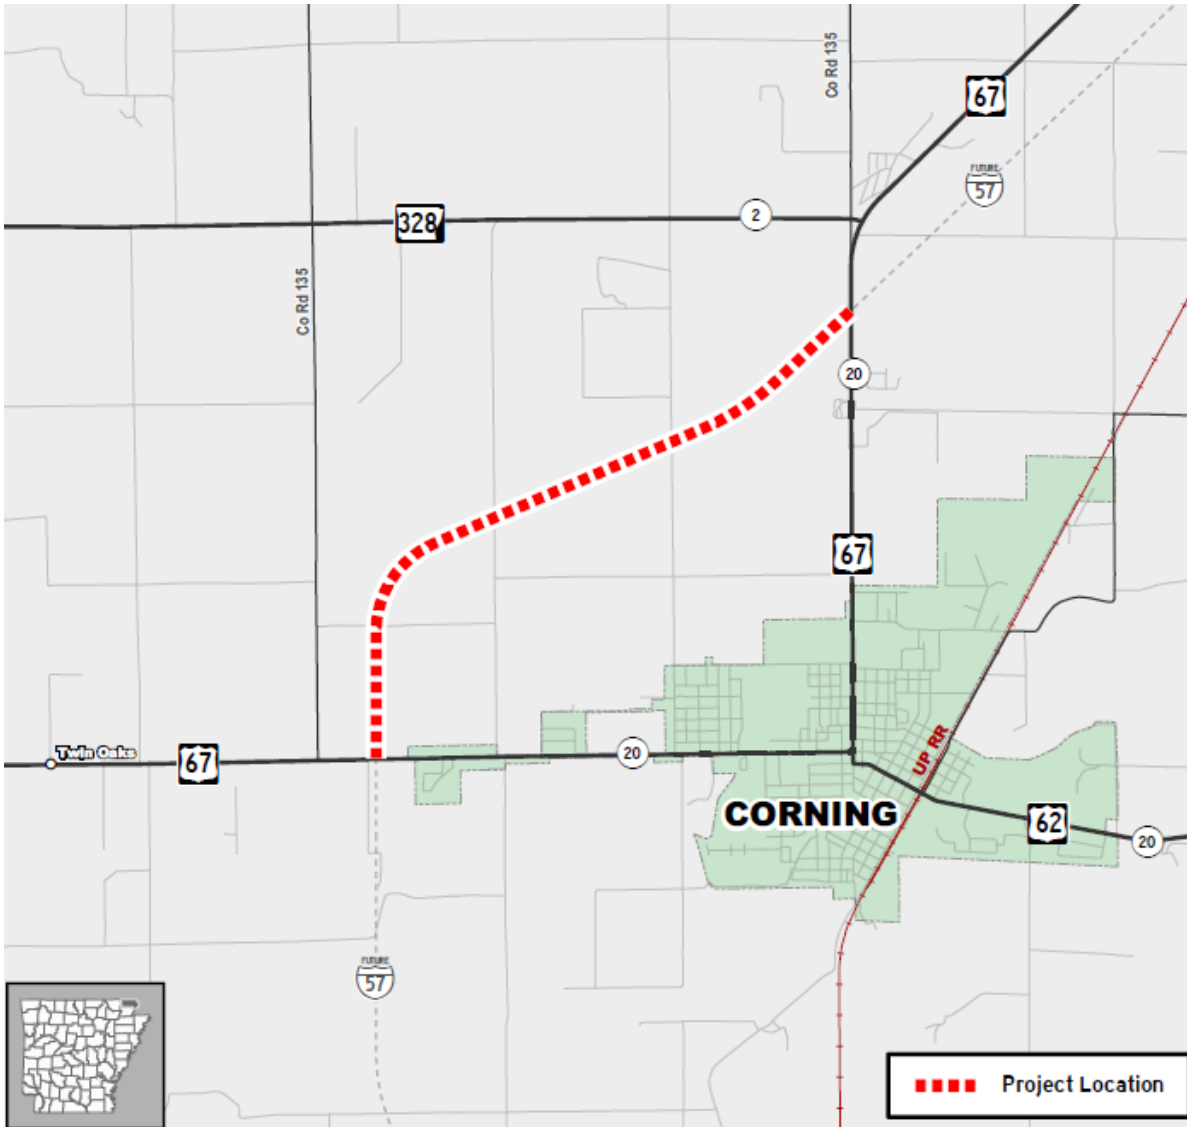 Co Rd 135
67
FUTURE
57
2
328
Co Rd 135
20
67
Twin Oaks
67
20
UP RR
CORNING
62
20
FUTURE
57
Project Location